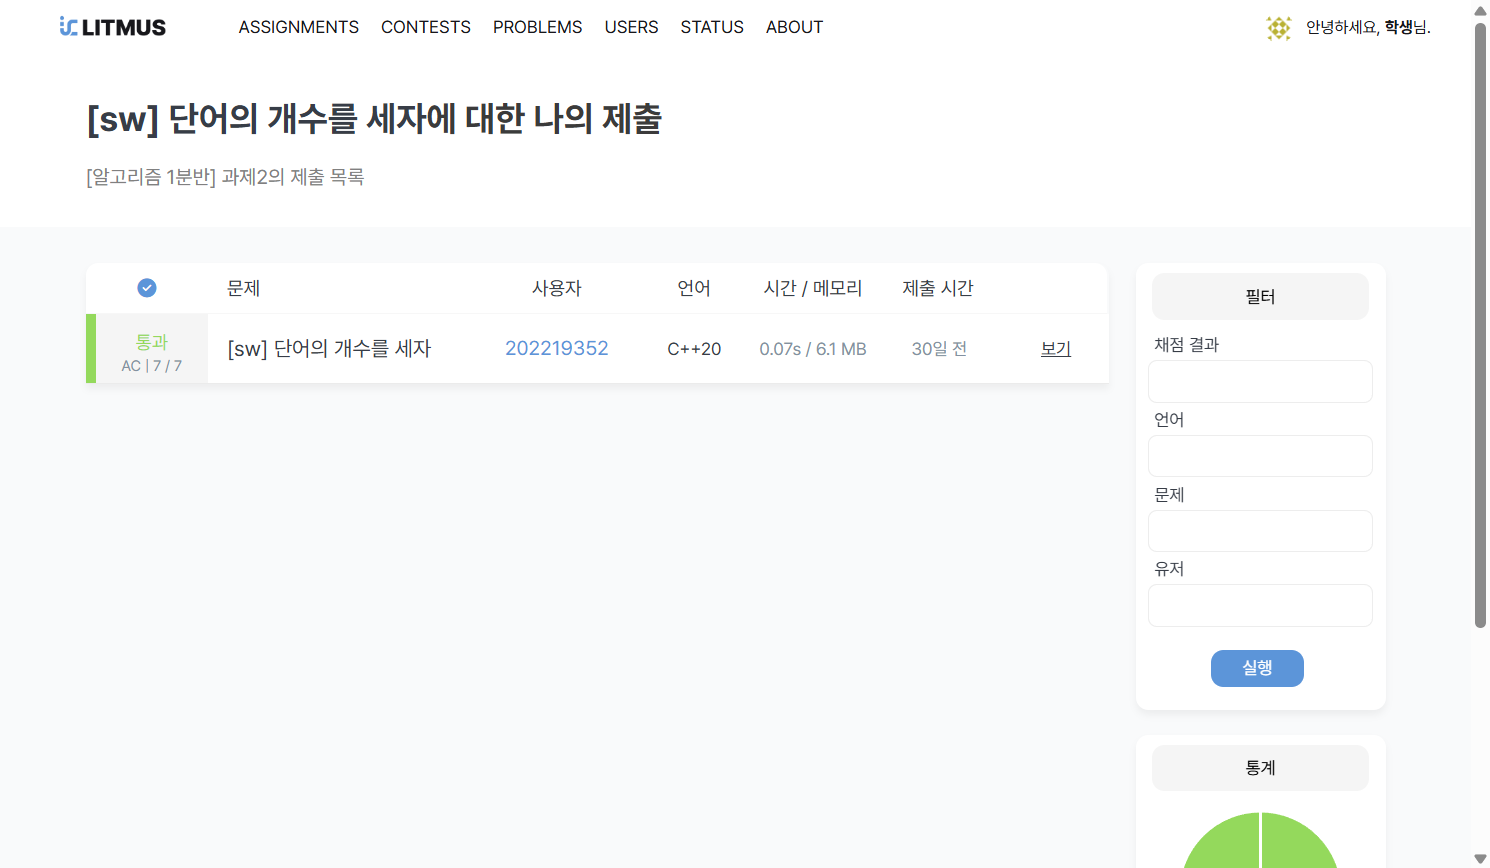 LITMUS ASSIGNMENTS CONTESTS PROBLEMS USERS STATUS ABOUT 안녕하세요, 학생님.
[sw] 단어의 개수를 세자에 대한 나의 제출
[알고리즘 1분반] 과제2의 제출 목록
문제 사용자 언어 시간 / 메모리 제출 시간
통과
AC | 7 / 7
[sw] 단어의 개수를 세자 202219352 C++20 0.07s / 6.1 MB 30일 전 보기
필터
채점 결과
언어
문제
유저
실행
통계